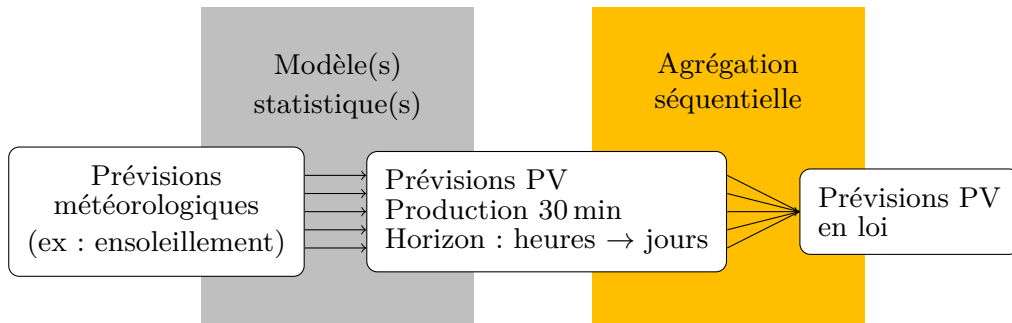 Modèle(s)
statistique(s)
Agrégation
séquentielle
Prévisions
météorologiques
(ex : ensoleillement)
Prévisions PV
Production 30 min
Horizon : heures → jours
Prévisions PV
en loi